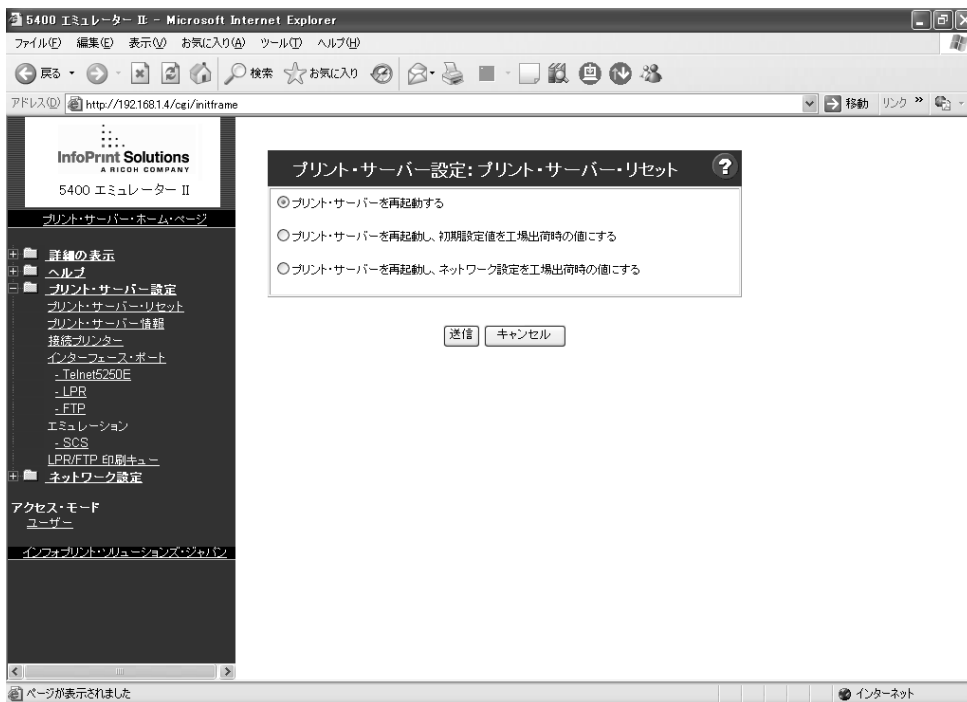 5400 エミュレーター II: - Microsoft Internet Explorer
ファイル(F) 編集(E) 表示(V) お気に入り(A) ツール(T) ヘルプ(H)
戻る 検索 お気に入り
アドレス(D) http://192.168.1.4/cgi/initframe 移動 リンク »
InfoPrint Solutions
A RICOH COMPANY
5400 エミュレーター II
プリント・サーバー・ホーム・ページ
詳細の表示
ヘルプ
プリント・サーバー設定
プリント・サーバー・リセット
プリント・サーバー情報
接続プリンター
インターフェース・ポート
- Telnet5250E
- LPR
- FTP
エミュレーション
- SCS
LPR/FTP 印刷キュー
ネットワーク設定
アクセス・モード
ユーザー
インフォプリント・ソリューションズ・ジャパン
プリント・サーバー設定: プリント・サーバー・リセット ?
プリント・サーバーを再起動する
プリント・サーバーを再起動し、初期設定値を工場出荷時の値にする
プリント・サーバーを再起動し、ネットワーク設定を工場出荷時の値にする
送信 キャンセル
ページが表示されました インターネット